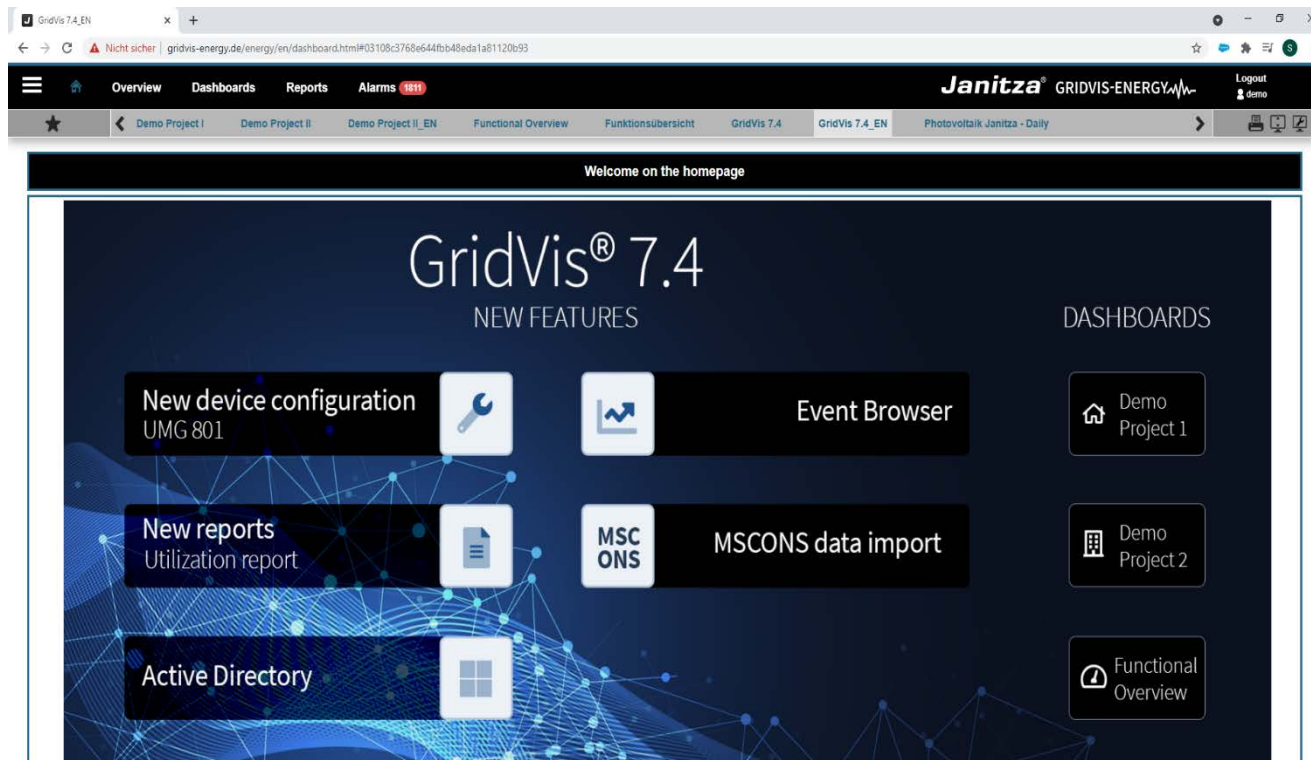 GridVis 7.4_EN
Nicht sicher | gridvis-energy.de/energy/en/dashboard.html#03108c3768e644fbb48eda1a81120b93
S
Overview Dashboards Reports Alarms 1811
Janitza® GRIDVIS-ENERGY
Logout
demo
Demo Project I Demo Project II Demo Project II_EN Functional Overview Funktionsübersicht GridVis 7.4 GridVis 7.4_EN Photovoltaik Janitza - Daily
Welcome on the homepage
GridVis® 7.4
NEW FEATURES
DASHBOARDS
New device configuration
UMG 801
Event Browser
Demo
Project 1
New reports
Utilization report
MSC
ONS
MSCONS data import
Demo
Project 2
Active Directory
Functional
Overview